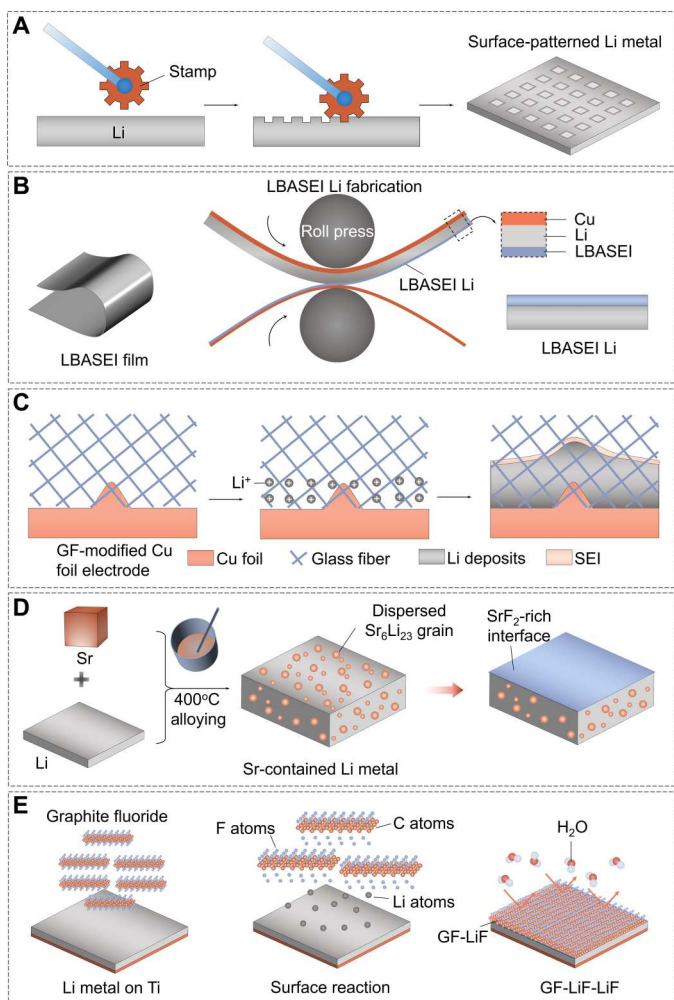 A
Stamp
Li
Surface-patterned Li metal
B
LBASEI Li fabrication
Roll press
Cu
Li
LBASEI
LBASEI Li
LBASEI film
LBASEI Li
C
Li⁺
GF-modified Cu
foil electrode
Cu foil
Glass fiber
Li deposits
SEI
D
Sr
Li
400°C
alloying
Dispersed
Sr₆Li₂₃ grain
Sr-contained Li metal
SrF₂-rich
interface
E
Graphite fluoride
Li metal on Ti
F atoms
C atoms
Li atoms
Surface reaction
H₂O
GF-LiF
GF-LiF-LiF